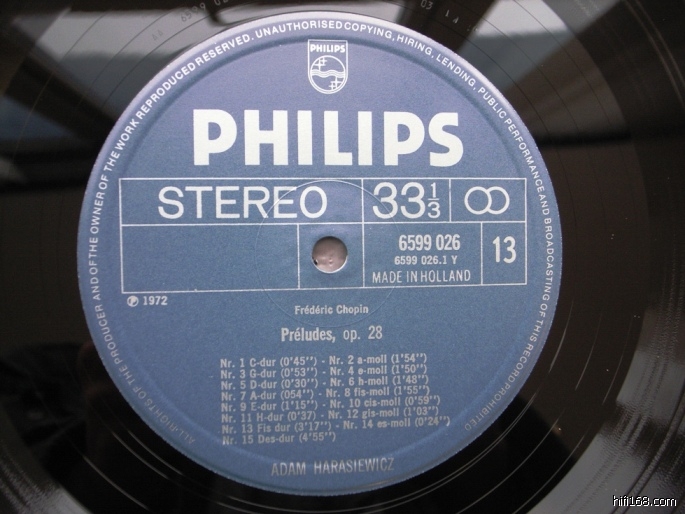 ALL RIGHTS OF THE PRODUCER AND OF THE OWNER OF THE WORK REPRODUCED RESERVED. UNAUTHORISED COPYING, HIRING, LENDING, PUBLIC PERFORMANCE AND BROADCASTING OF THIS RECORD PROHIBITED
PHILIPS
PHILIPS
STEREO 33 1/3
6599 026 13
6599 026.1 Y
MADE IN HOLLAND
℗ 1972
Frédéric Chopin
Préludes, op. 28
Nr. 1 C-dur (0'45'') - Nr. 2 a-moll (1'54'')
Nr. 3 G-dur (0'53'') - Nr. 4 e-moll (1'50'')
Nr. 5 D-dur (0'30'') - Nr. 6 h-moll (1'48'')
Nr. 7 A-dur (054'') - Nr. 8 fis-moll (1'55'')
Nr. 9 E-dur (1'15'') - Nr. 10 cis-moll (0'59'')
Nr. 11 H-dur (0'37) - Nr. 12 gis-moll (1'03'')
Nr. 13 Fis dur (3'17'') - Nr. 14 es-moll (0'24'')
Nr. 15 Des-dur (4'55'')
ADAM HARASIEWICZ
hifi168.com